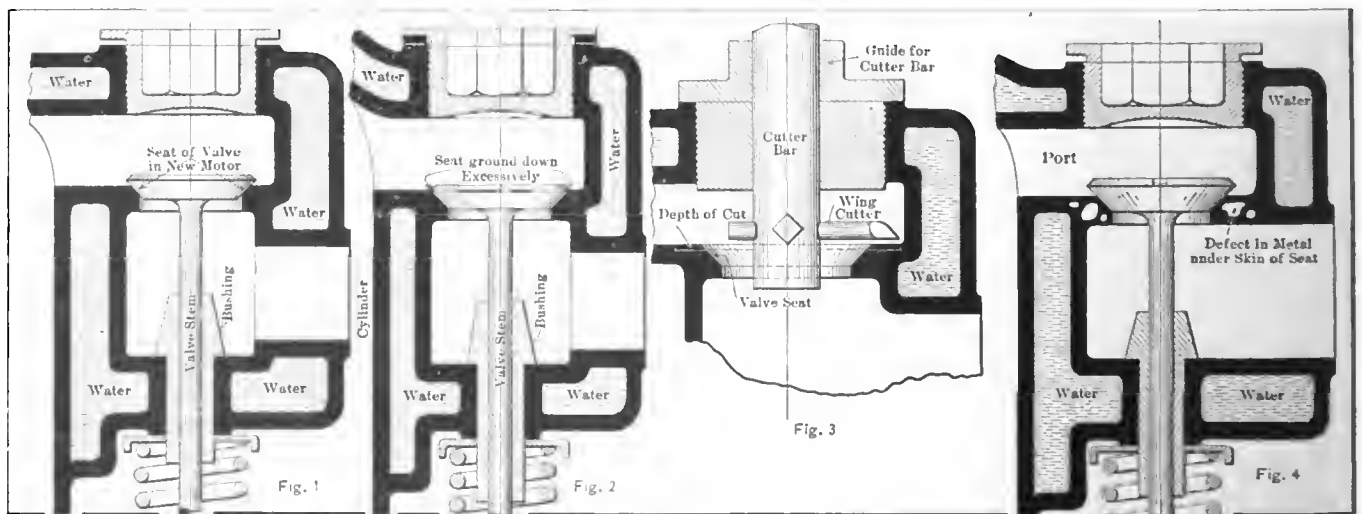 Water
Seat of Valve
in New Motor
Water
Valve Stem
Bushing
Water
Water
Fig. 1
Water
Water
Seat ground down
Excessively
Cylinder
Valve Stem
Bushing
Water
Water
Fig. 2
Guide for
Cutter Bar
Cutter
Bar
Depth of Cut
Wing
Cutter
Water
Valve Seat
Fig. 3
Water
Port
Defect in Metal
under Skin of Seat
Water
Water
Fig. 4